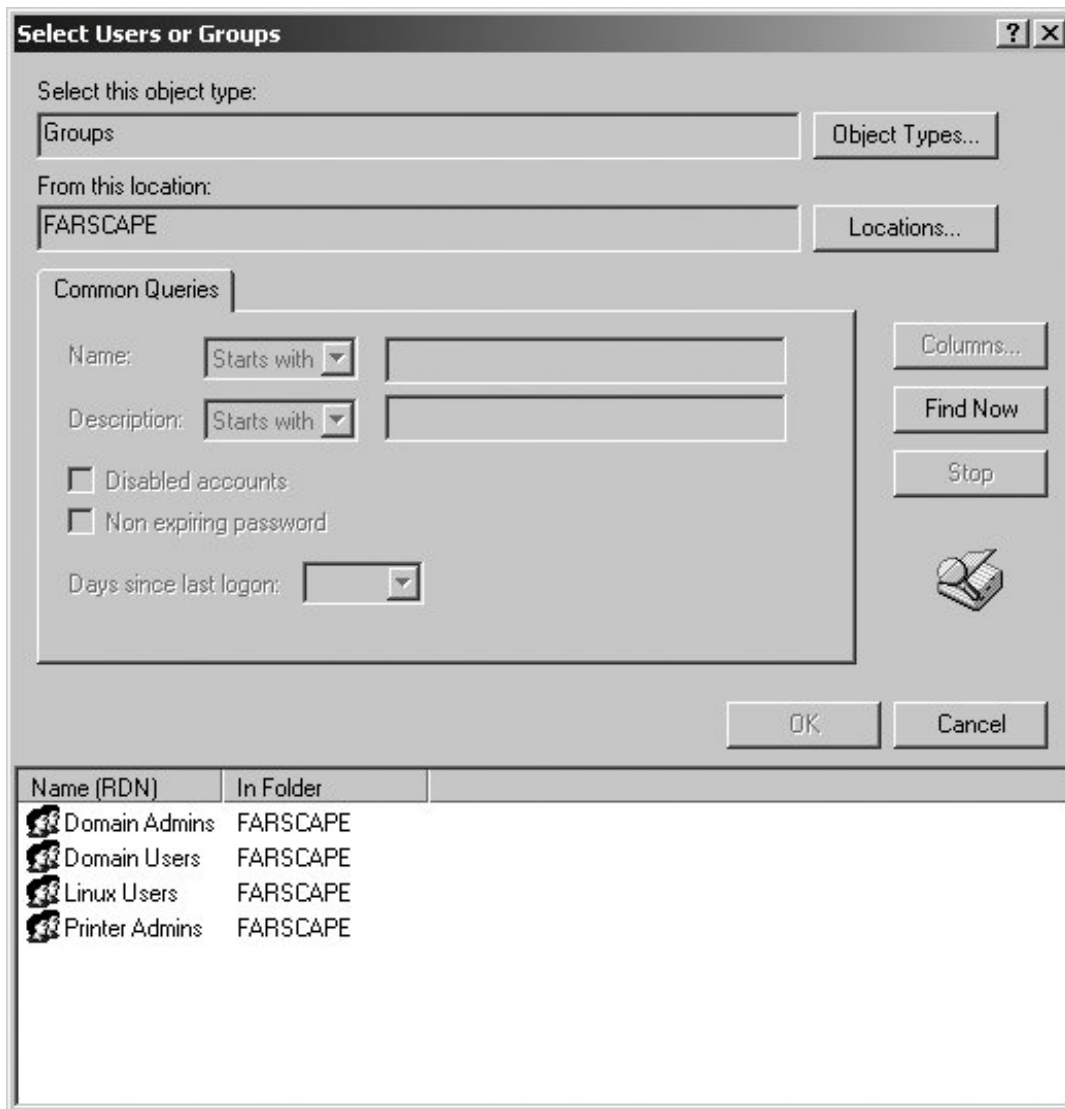 Select Users or Groups
Select this object type:
Groups
Object Types...
From this location:
FARSCAPE
Locations...
Common Queries
Name:
Starts with
Columns...
Description:
Starts with
Find Now
Disabled accounts
Stop
Non expiring password
Days since last logon:
OK
Cancel
Name (RDN) In Folder
Domain Admins FARSCAPE
Domain Users FARSCAPE
Linux Users FARSCAPE
Printer Admins FARSCAPE